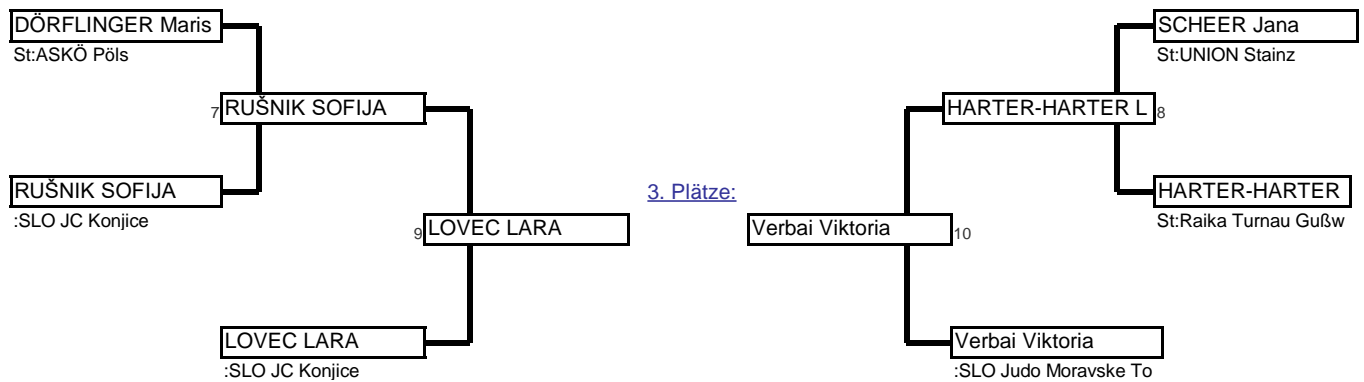 DÖRFLINGER Maris
St:ASKÖ Pöls
SCHEER Jana
St:UNION Stainz
7 RUŠNIK SOFIJA
HARTER-HARTER L 8
RUŠNIK SOFIJA
:SLO JC Konjice
3. Plätze:
HARTER-HARTER
St:Raika Turnau Gußw
9 LOVEC LARA
Verbai Viktoria 10
LOVEC LARA
:SLO JC Konjice
Verbai Viktoria
:SLO Judo Moravske To